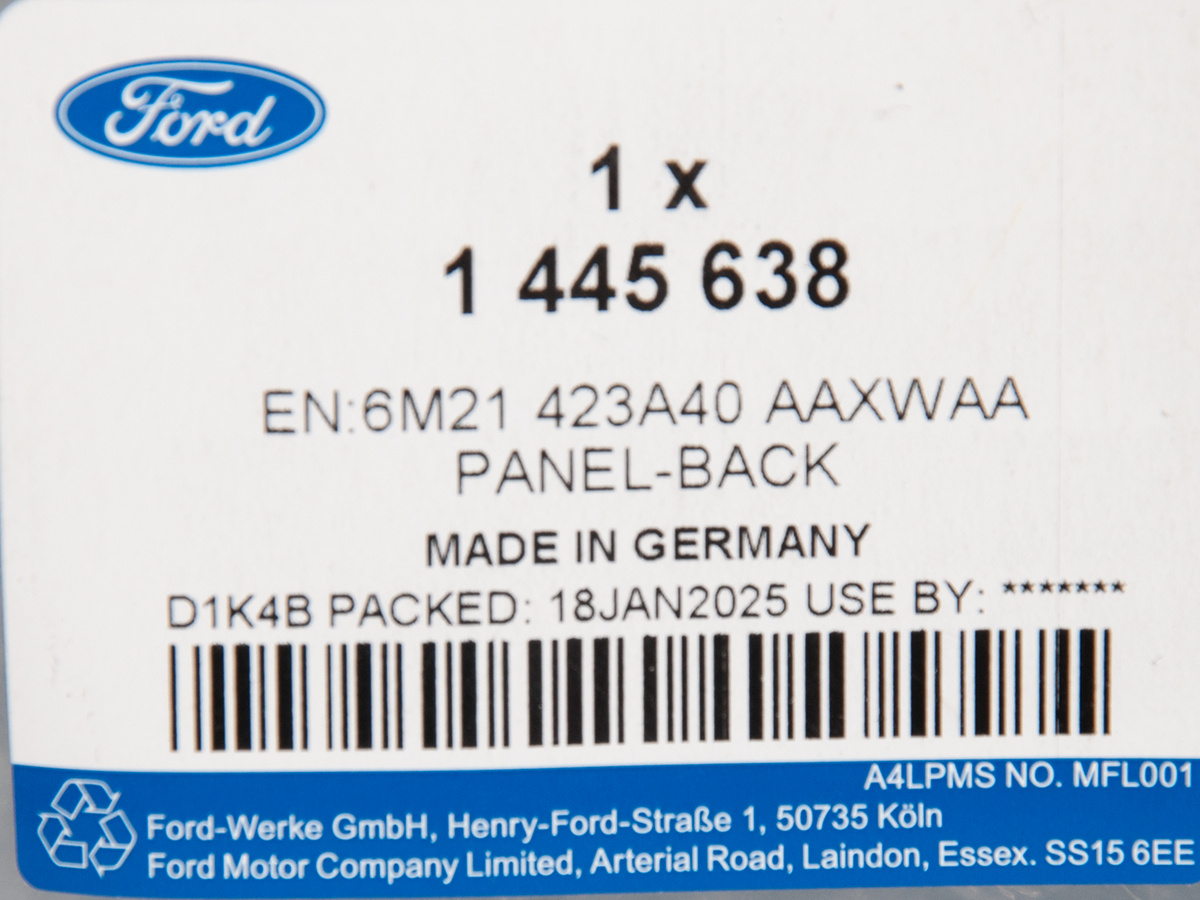 Ford
1 x
1 445 638
EN:6M21 423A40 AAXWAA
PANEL-BACK
MADE IN GERMANY
D1K4B PACKED: 18JAN2025 USE BY: *******
A4LPMS NO. MFL001
Ford-Werke GmbH, Henry-Ford-Straße 1, 50735 Köln
Ford Motor Company Limited, Arterial Road, Laindon, Essex. SS15 6EE